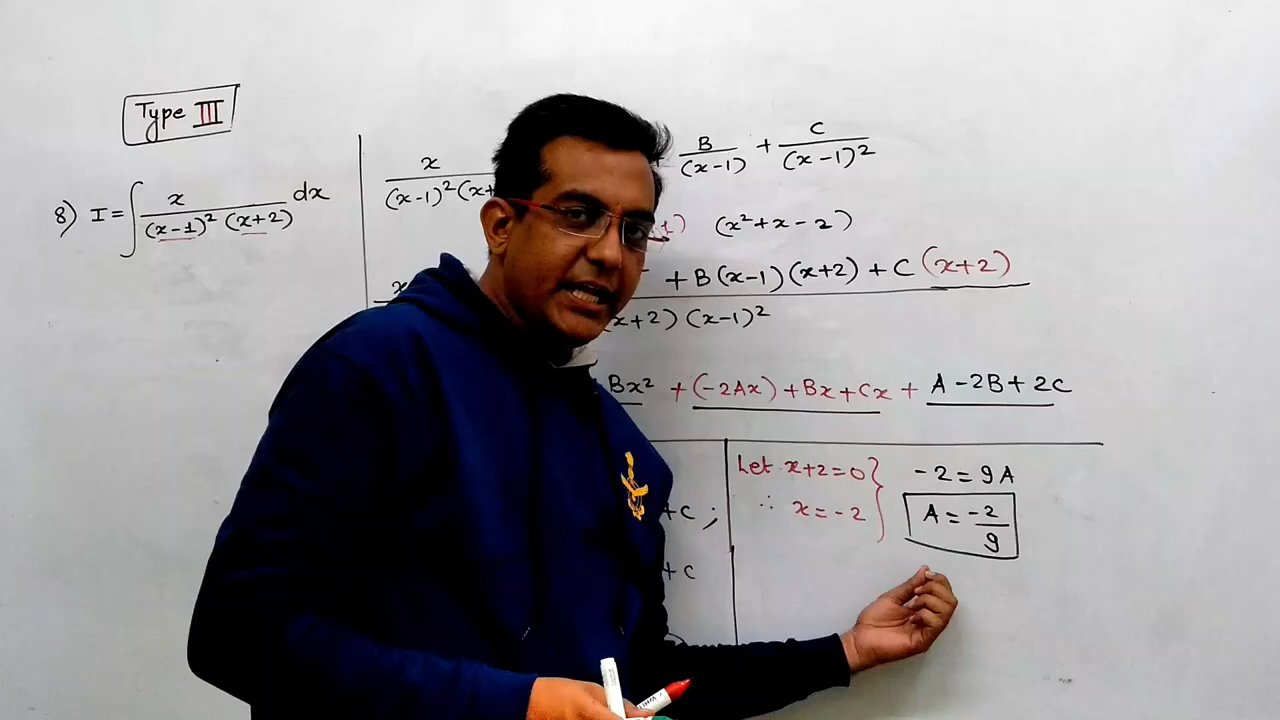 Type III
8) I = ∫ x / (x-1)² (x+2) dx
x / (x-1)² (x+ B / (x-1) + C / (x-1)²
1) (x² + x - 2)
x + B(x-1)(x+2) + C (x+2)
x+2) (x-1)²
Bx² + (-2Ax) + Bx + Cx + A - 2B + 2C
Let x+2=0 } -2 = 9A
+ C ; ∴ x = -2 A = -2/9
+ C